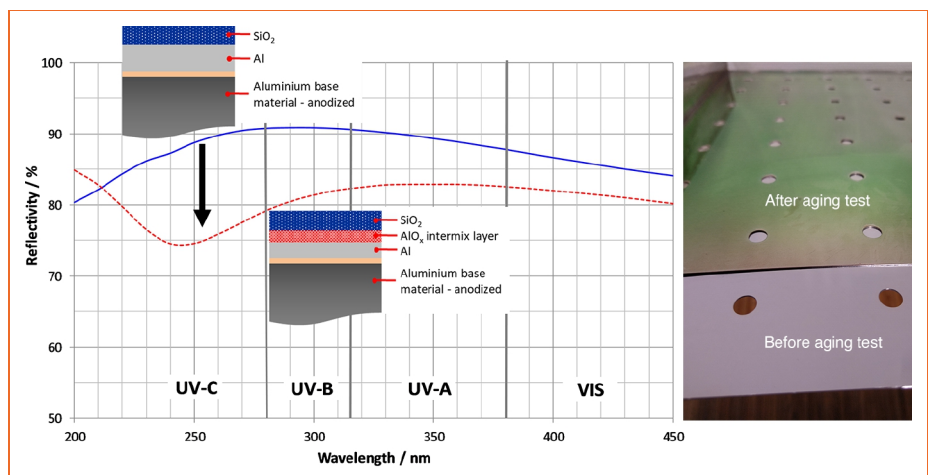 SiO2
Al
Aluminium base
material - anodized
100
90
80
70
60
50
Reflectivity / %
SiO2
AlOx intermix layer
Al
Aluminium base
material - anodized
UV-C
UV-B
UV-A
VIS
200
250
300
350
400
450
Wavelength / nm
After aging test
Before aging test